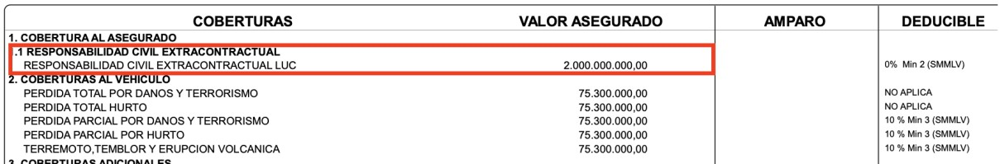 COBERTURAS VALOR ASEGURADO AMPARO DEDUCIBLE
1. COBERTURA AL ASEGURADO
.1 RESPONSABILIDAD CIVIL EXTRACONTRACTUAL
RESPONSABILIDAD CIVIL EXTRACONTRACTUAL LUC 2.000.000.000,00 0% Min 2 (SMMLV)
2. COBERTURAS AL VEHICULO
PERDIDA TOTAL POR DANOS Y TERRORISMO 75.300.000,00 NO APLICA
PERDIDA TOTAL HURTO 75.300.000,00 NO APLICA
PERDIDA PARCIAL POR DANOS Y TERRORISMO 75.300.000,00 10 % Min 3 (SMMLV)
PERDIDA PARCIAL POR HURTO 75.300.000,00 10 % Min 3 (SMMLV)
TERREMOTO,TEMBLOR Y ERUPCION VOLCANICA 75.300.000,00 10 % Min 3 (SMMLV)
3. COBERTURAS ADICIONALES